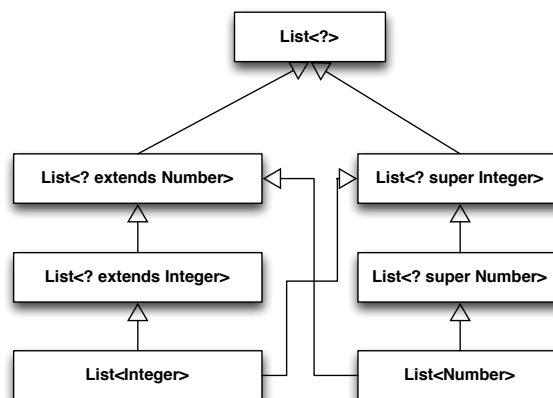 List<?>
List<? extends Number>
List<? super Integer>
List<? extends Integer>
List<? super Number>
List<Integer>
List<Number>